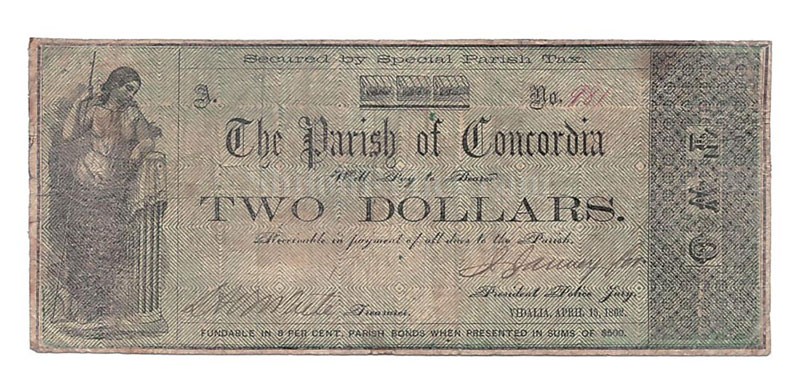 Secured by Special Parish Tax.
A.
No. 981
The Parish of Concordia
Will Pay to Bearer
TWO DOLLARS.
Receivable in payment of all dues to the Parish.
Treasurer,
President Police Jury.
VIDALIA, APRIL 10, 1862.
FUNDABLE IN 8 PER CENT. PARISH BONDS WHEN PRESENTED IN SUMS OF $500.
TWO